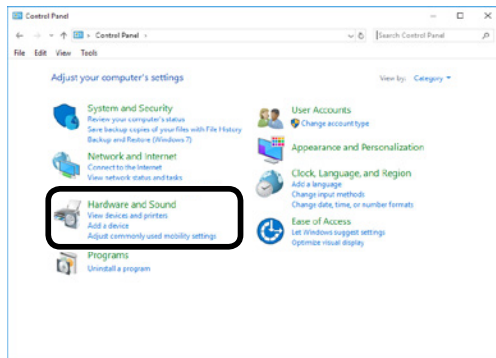 Control Panel
Control Panel
Search Control Panel
File Edit View Tools
Adjust your computer's settings
View by: Category
System and Security
Review your computer's status
Save backup copies of your files with File History
Backup and Restore (Windows 7)
Network and Internet
Connect to the Internet
View network status and tasks
Hardware and Sound
View devices and printers
Add a device
Adjust commonly used mobility settings
Programs
Uninstall a program
User Accounts
Change account type
Appearance and Personalization
Clock, Language, and Region
Add a language
Change input methods
Change date, time, or number formats
Ease of Access
Let Windows suggest settings
Optimize visual display